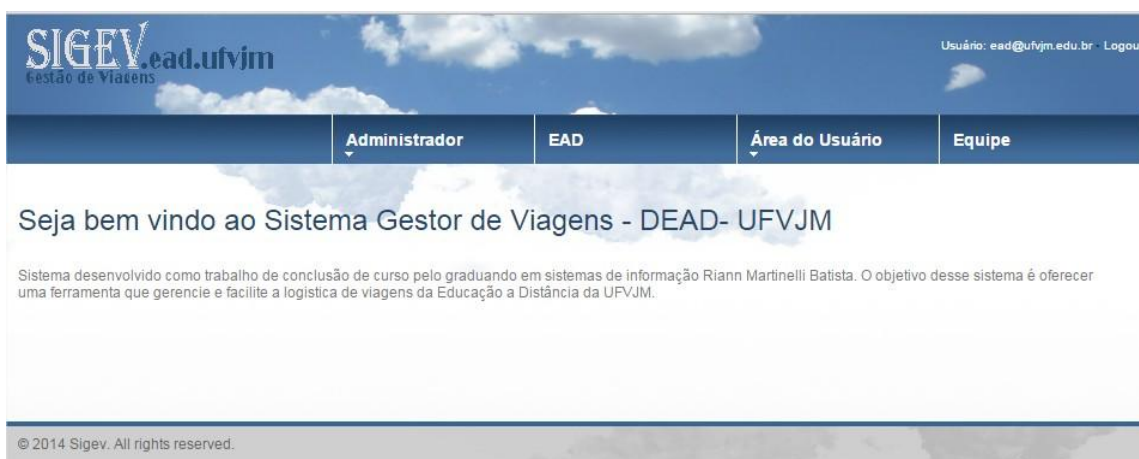 SIGEV.ead.ufvjm
Gestão de Viagens
Usuário: ead@ufvjm.edu.br - Logou
Administrador
EAD
Área do Usuário
Equipe
Seja bem vindo ao Sistema Gestor de Viagens - DEAD- UFVJM
Sistema desenvolvido como trabalho de conclusão de curso pelo graduando em sistemas de informação Riann Martinelli Batista. O objetivo desse sistema é oferecer
uma ferramenta que gerencie e facilite a logistica de viagens da Educação a Distância da UFVJM.
© 2014 Sigev. All rights reserved.